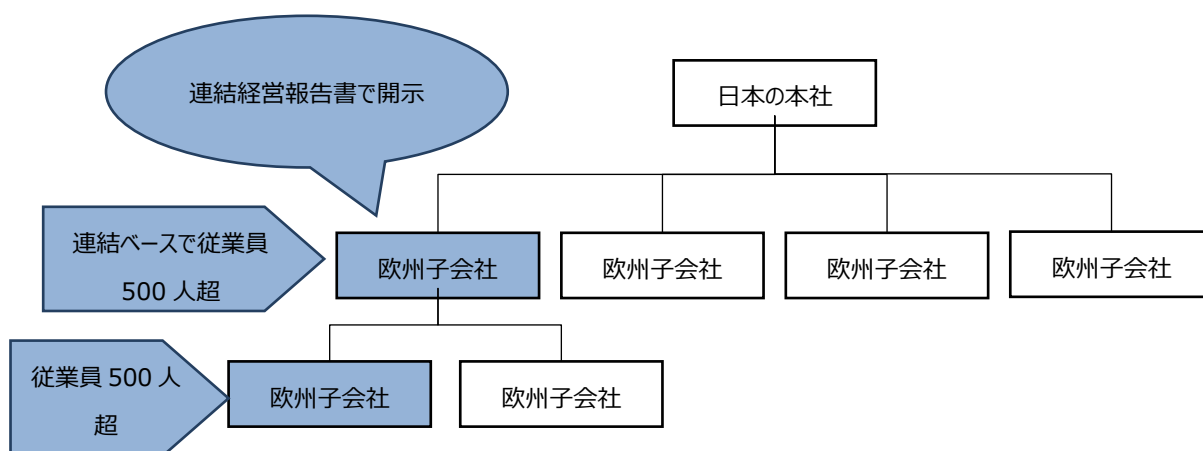 連結経営報告書で開示
日本の本社
連結ベースで従業員
500 人超
欧州子会社
欧州子会社
欧州子会社
欧州子会社
従業員 500 人
超
欧州子会社
欧州子会社